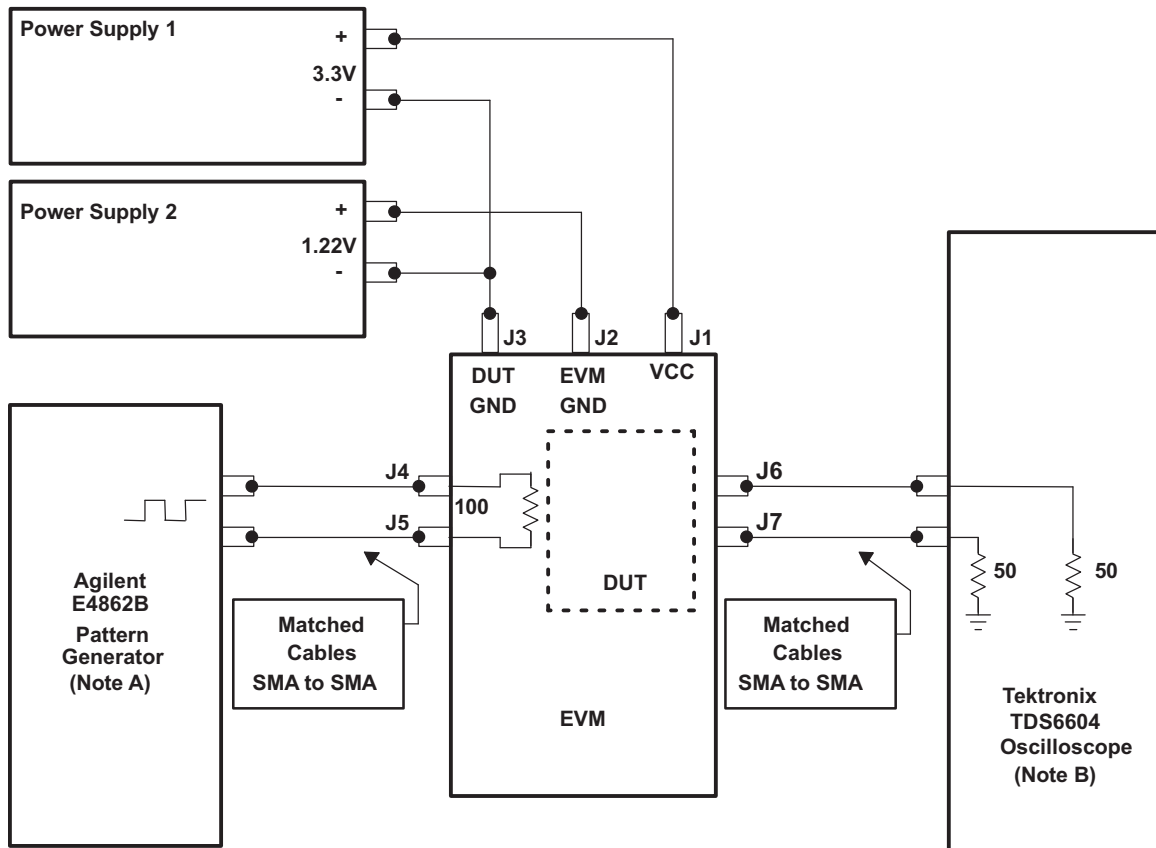 Power Supply 1
+
3.3V
-
Power Supply 2
+
1.22V
-
J3
J2
J1
DUT
GND
EVM
GND
VCC
J4
100
J5
J6
J7
DUT
50
50
Agilent
E4862B
Pattern
Generator
(Note A)
Matched
Cables
SMA to SMA
Matched
Cables
SMA to SMA
EVM
Tektronix
TDS6604
Oscilloscope
(Note B)